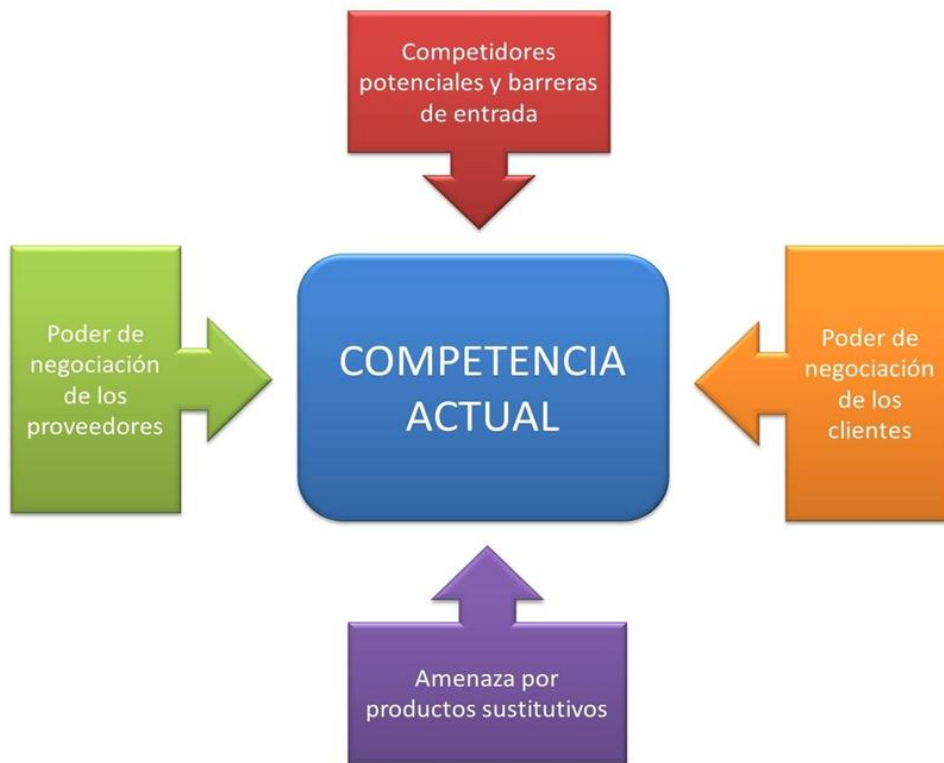 Competidores
potenciales y barreras
de entrada
Poder de
negociación
de los
proveedores
COMPETENCIA
ACTUAL
Poder de
negociación
de los
clientes
Amenaza por
productos sustitutivos